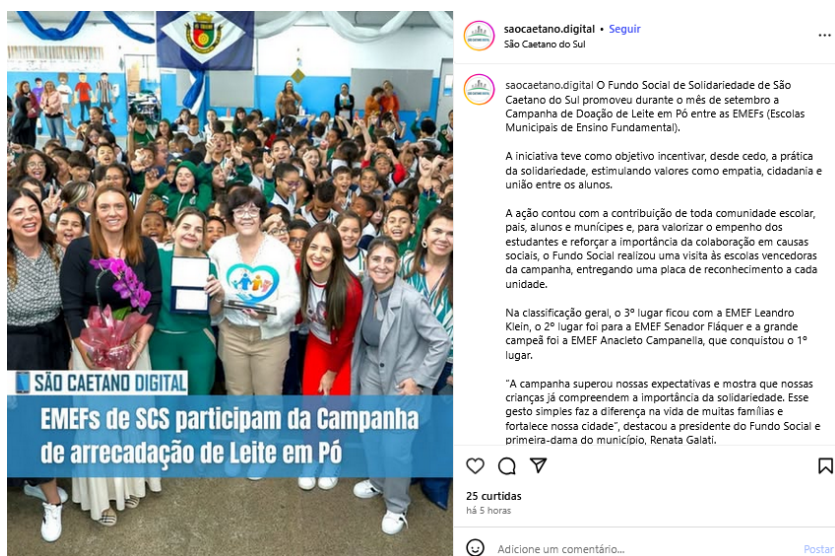 SÃO CAETANO DIGITAL
EMEFs de SCS participam da Campanha
de arrecadação de Leite em Pó
saocaetano.digital • Seguir
São Caetano do Sul
saocaetano.digital O Fundo Social de Solidariedade de São
Caetano do Sul promoveu durante o mês de setembro a
Campanha de Doação de Leite em Pó entre as EMEFs (Escolas
Municipais de Ensino Fundamental).
A iniciativa teve como objetivo incentivar, desde cedo, a prática
da solidariedade, estimulando valores como empatia, cidadania e
união entre os alunos.
A ação contou com a contribuição de toda comunidade escolar,
pais, alunos e munícipes e, para valorizar o empenho dos
estudantes e reforçar a importância da colaboração em causas
sociais, o Fundo Social realizou uma visita às escolas vencedoras
da campanha, entregando uma placa de reconhecimento a cada
unidade.
Na classificação geral, o 3º lugar ficou com a EMEF Leandro
Klein, o 2º lugar foi para a EMEF Senador Fláquer e a grande
campeã foi a EMEF Anacleto Campanella, que conquistou o 1º
lugar.
"A campanha superou nossas expectativas e mostra que nossas
crianças já compreendem a importância da solidariedade. Esse
gesto simples faz a diferença na vida de muitas famílias e
fortalece nossa cidade", destacou a presidente do Fundo Social e
primeira-dama do município, Renata Galati.
25 curtidas
há 5 horas
Adicione um comentário...
Postar